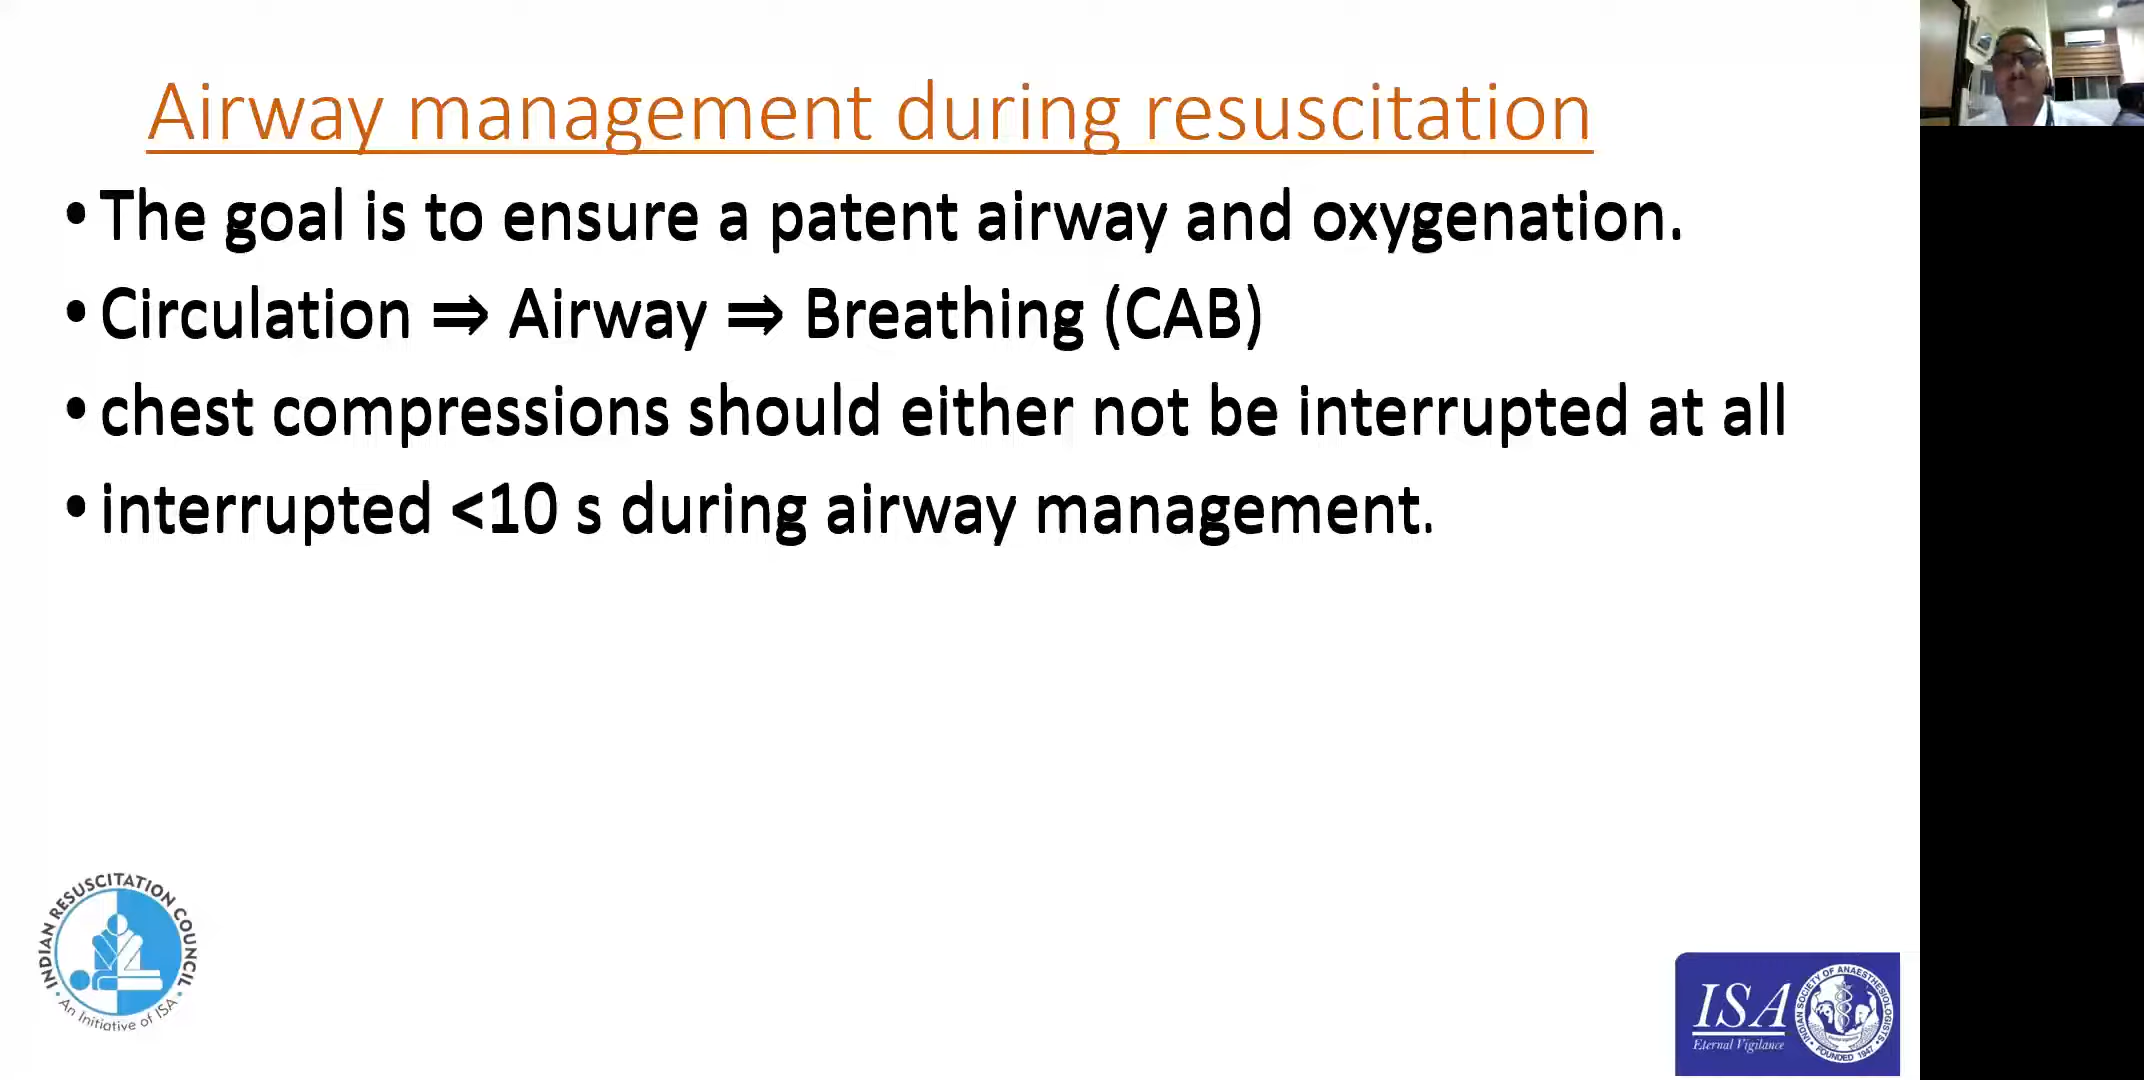 Airway management during resuscitation
• The goal is to ensure a patent airway and oxygenation.
• Circulation ⇒ Airway ⇒ Breathing (CAB)
• chest compressions should either not be interrupted at all
• interrupted <10 s during airway management.
INDIAN RESUSCITATION COUNCIL
An Initiative of ISA
ISA
Eternal Vigilance
INDIAN SOCIETY OF ANAESTHESIOLOGISTS
FOUNDED 1947